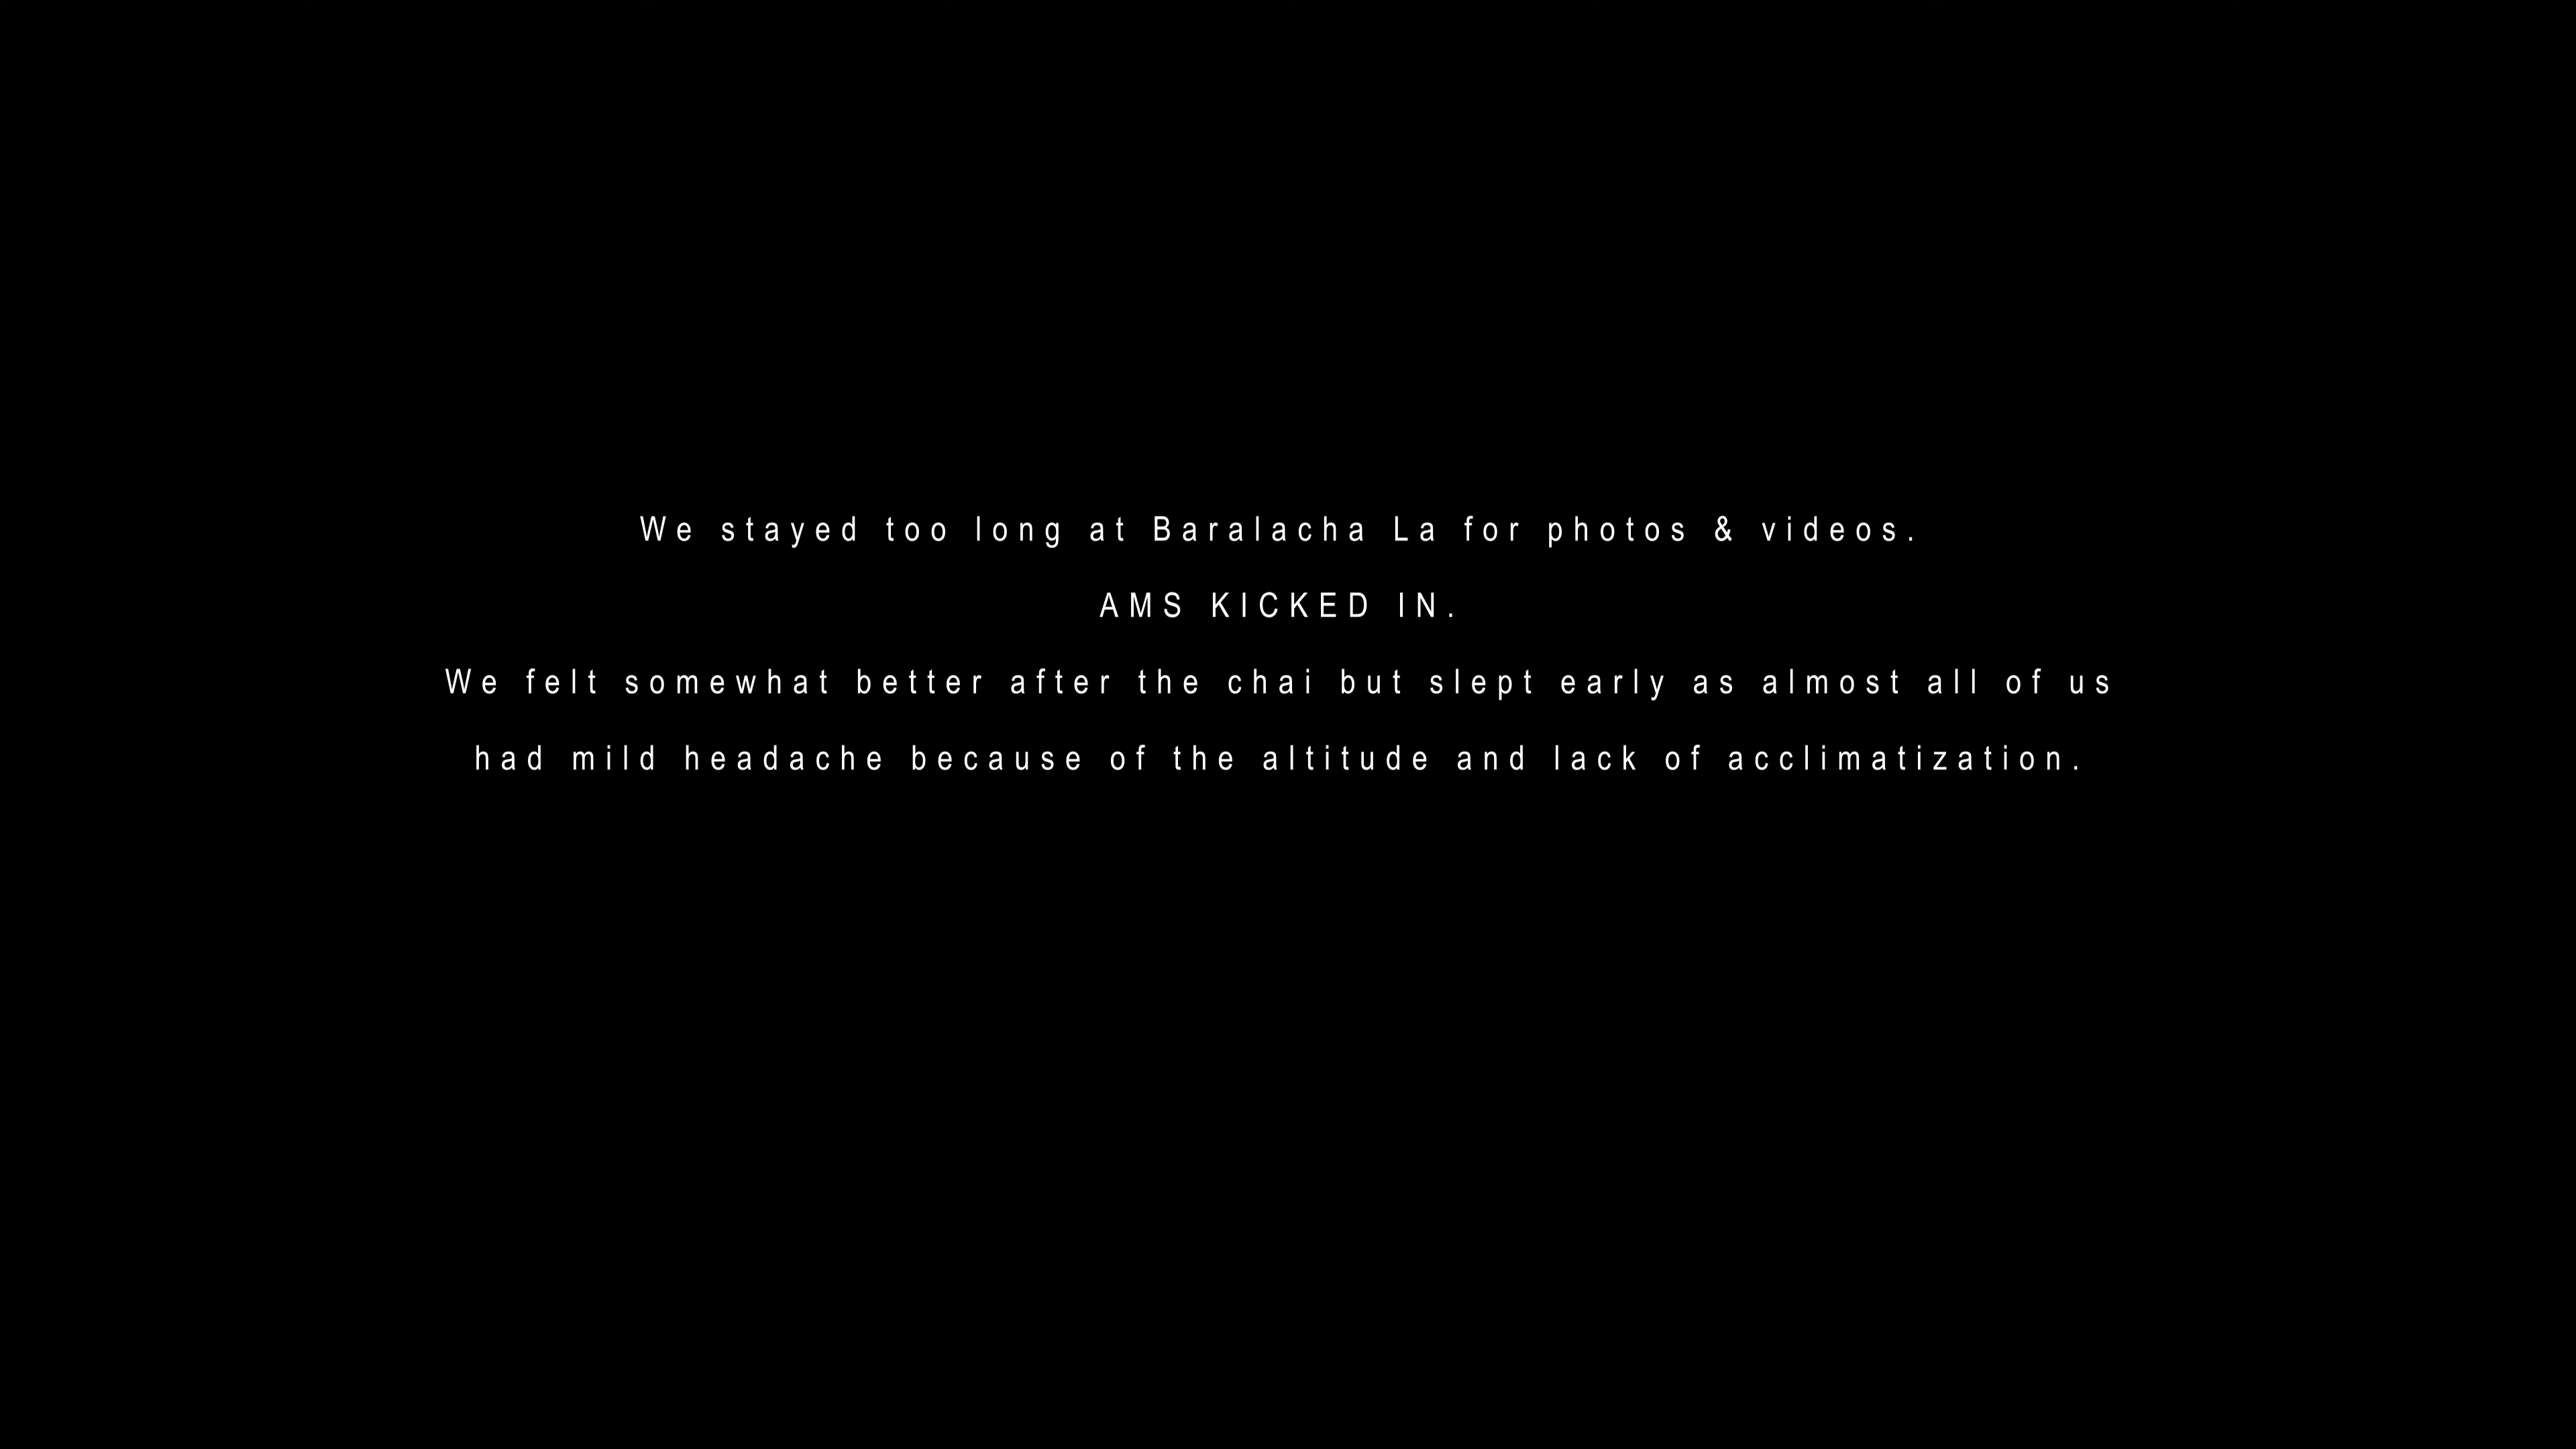 We stayed too long at Baralacha La for photos & videos.
AMS KICKED IN.
We felt somewhat better after the chai but slept early as almost all of us
had mild headache because of the altitude and lack of acclimatization.